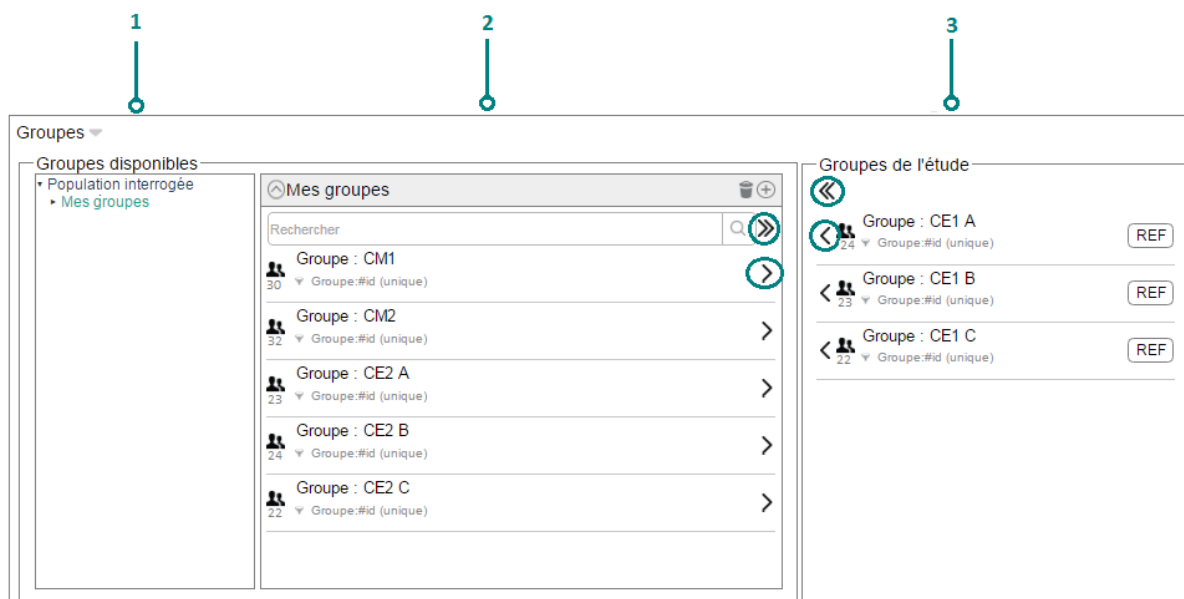 1
2
3
Groupes
Groupes disponibles
Population interrogée
Mes groupes
Mes groupes
Rechercher
Groupe : CM1
30 Groupe:#id (unique)
Groupe : CM2
32 Groupe:#id (unique)
Groupe : CE2 A
23 Groupe:#id (unique)
Groupe : CE2 B
24 Groupe:#id (unique)
Groupe : CE2 C
22 Groupe:#id (unique)
Groupes de l'étude
Groupe : CE1 A
24 Groupe:#id (unique)
REF
Groupe : CE1 B
23 Groupe:#id (unique)
REF
Groupe : CE1 C
22 Groupe:#id (unique)
REF